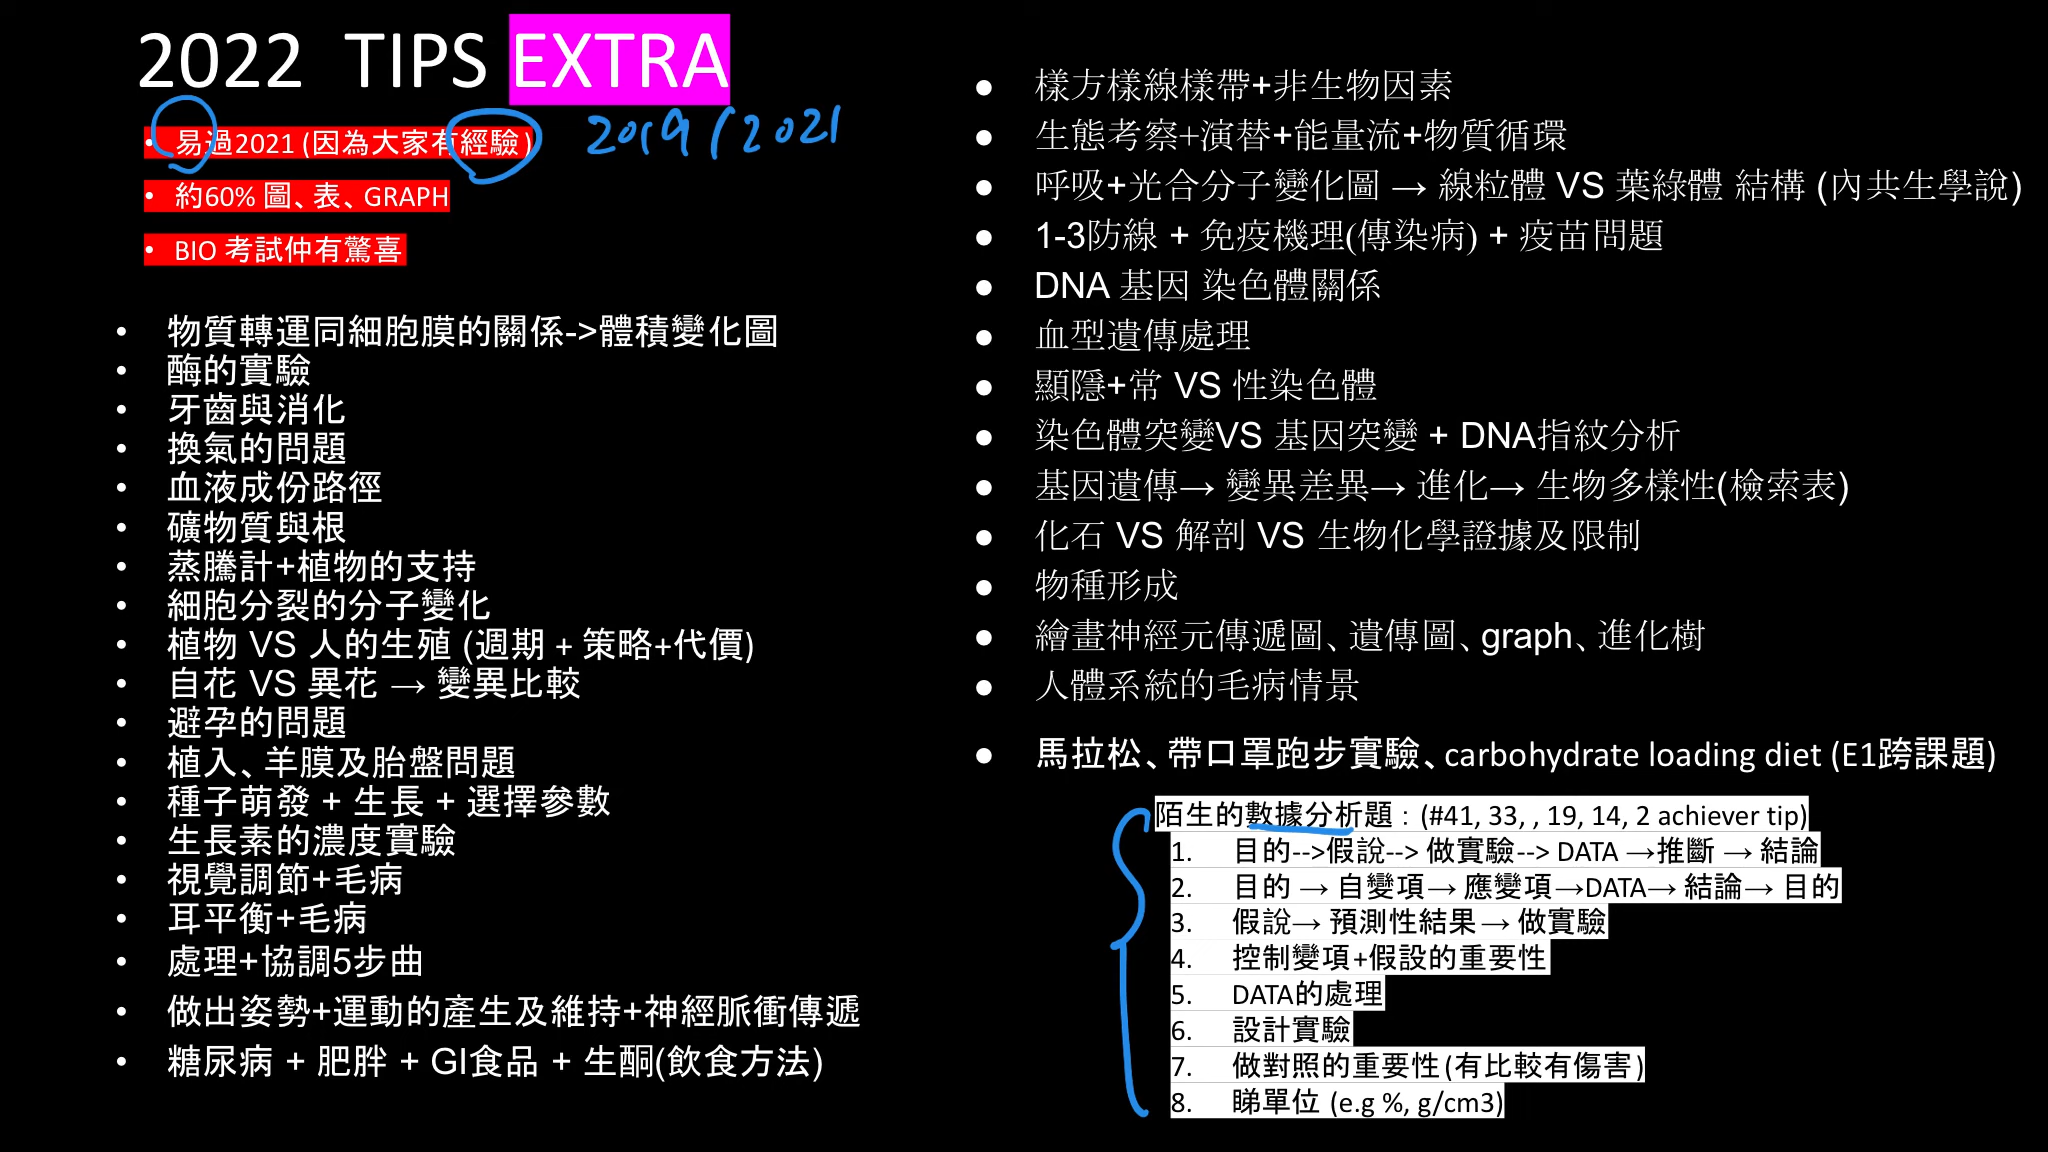 2022 TIPS EXTRA
2019 / 2021
• 易過2021 (因為大家有經驗)
• 約60% 圖、表、GRAPH
• BIO 考試仲有驚喜
• 物質轉運同細胞膜的關係->體積變化圖
• 酶的實驗
• 牙齒與消化
• 換氣的問題
• 血液成份路徑
• 礦物質與根
• 蒸騰計+植物的支持
• 細胞分裂的分子變化
• 植物 VS 人的生殖 (週期 + 策略+代價)
• 自花 VS 異花 → 變異比較
• 避孕的問題
• 植入、羊膜及胎盤問題
• 種子萌發 + 生長 + 選擇參數
• 生長素的濃度實驗
• 視覺調節+毛病
• 耳平衡+毛病
• 處理+協調5步曲
• 做出姿勢+運動的產生及維持+神經脈衝傳遞
• 糖尿病 + 肥胖 + GI食品 + 生酮(飲食方法)
● 樣方樣線樣帶+非生物因素
● 生態考察+演替+能量流+物質循環
● 呼吸+光合分子變化圖 → 線粒體 VS 葉綠體 結構 (內共生學說)
● 1-3防線 + 免疫機理(傳染病) + 疫苗問題
● DNA 基因 染色體關係
● 血型遺傳處理
● 顯隱+常 VS 性染色體
● 染色體突變VS 基因突變 + DNA指紋分析
● 基因遺傳→ 變異差異→ 進化→ 生物多樣性(檢索表)
● 化石 VS 解剖 VS 生物化學證據及限制
● 物種形成
● 繪畫神經元傳遞圖、遺傳圖、graph、進化樹
● 人體系統的毛病情景
● 馬拉松、帶口罩跑步實驗、carbohydrate loading diet (E1跨課題)
陌生的數據分析題：(#41, 33, , 19, 14, 2 achiever tip)
1. 目的-->假說--> 做實驗--> DATA →推斷 → 結論
2. 目的 → 自變項→ 應變項→DATA→ 結論→ 目的
3. 假說→ 預測性結果→ 做實驗
4. 控制變項+假設的重要性
5. DATA的處理
6. 設計實驗
7. 做對照的重要性(有比較有傷害)
8. 睇單位 (e.g %, g/cm3)